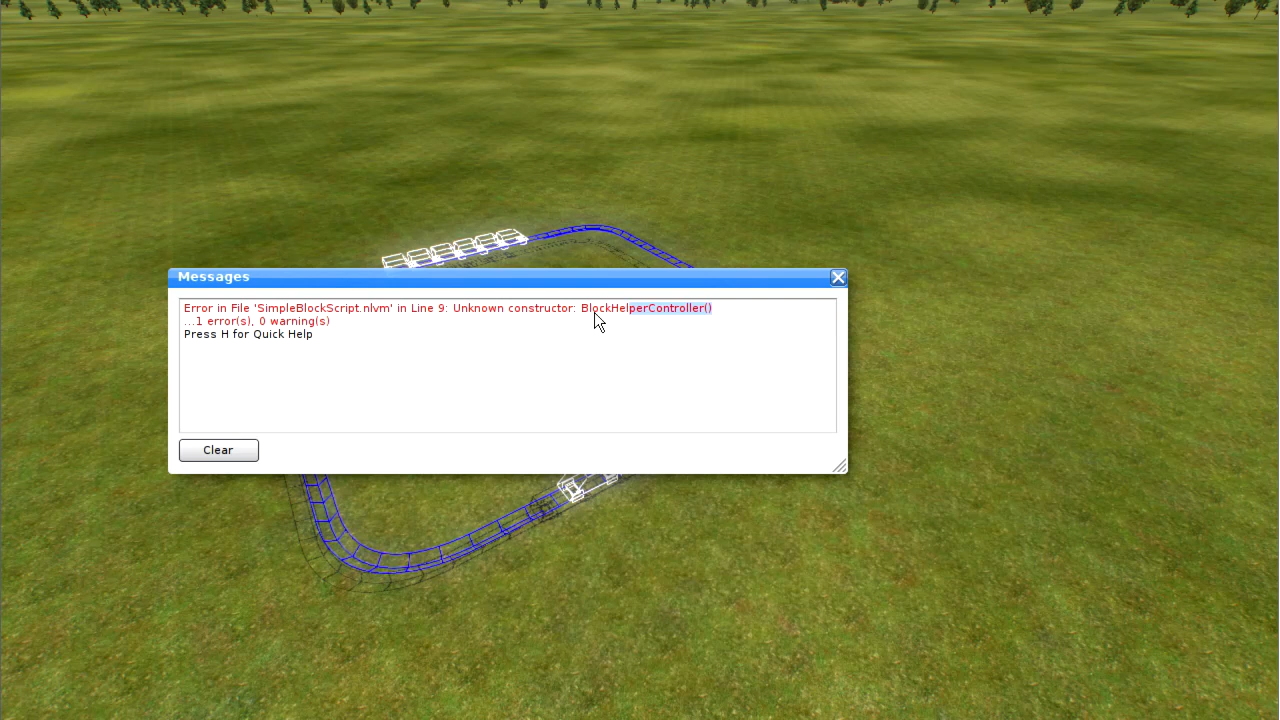 Messages
Error in File 'SimpleBlockScript.nlvm' in Line 9: Unknown constructor: BlockHelperController()
...1 error(s), 0 warning(s)
Press H for Quick Help
Clear